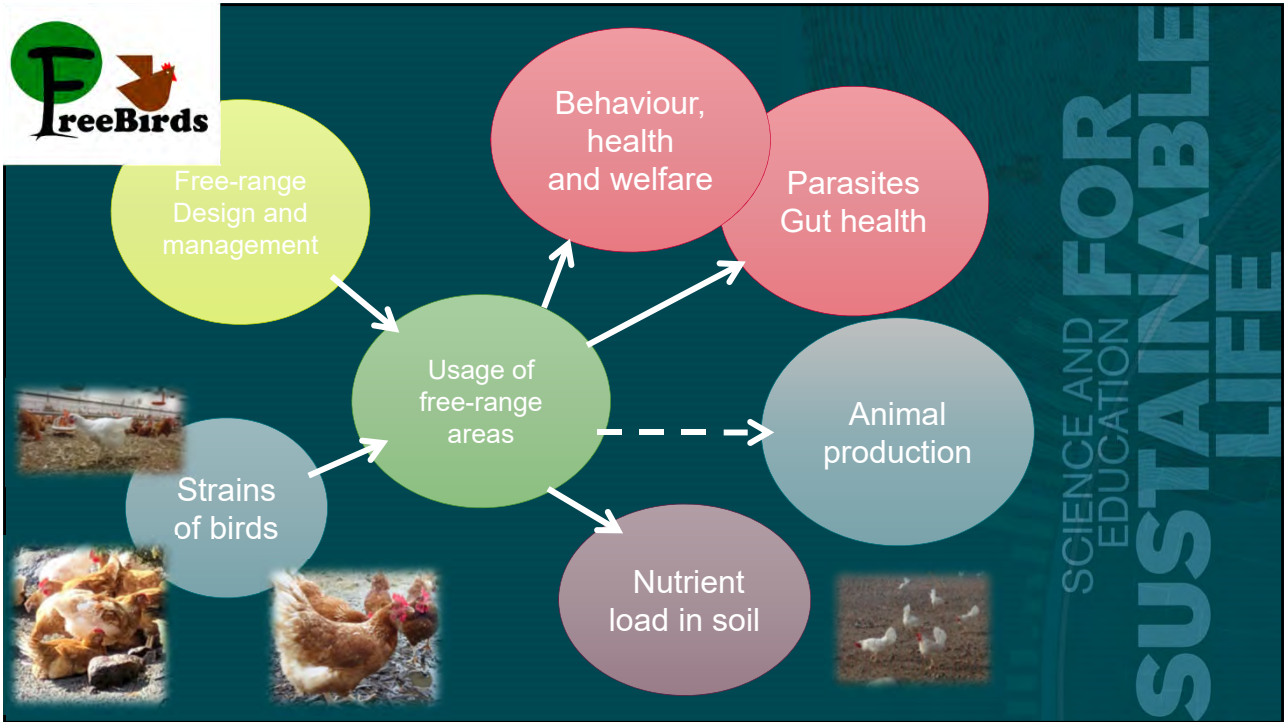 FreeBirds
Free-range
Design and
management
Behaviour,
health
and welfare
Parasites
Gut health
Usage of
free-range
areas
Animal
production
Strains
of birds
Nutrient
load in soil
SCIENCE AND
EDUCATION
FOR
SUSTAINABLE
LIFE